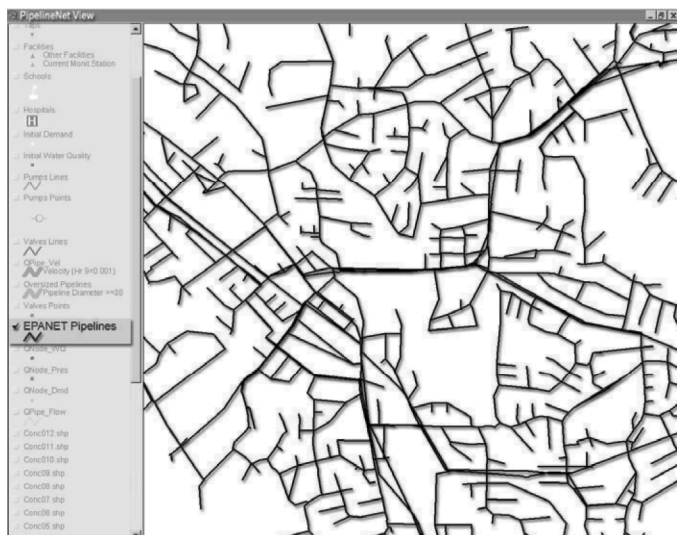 PipelineNet View
Taps
Facilities
Other Facilities
Current Monit.Station
Schools
Hospitals
H
Initial Demand
Initial Water Quality
Pumps Lines
Pumps Points
Valves Lines
QPipe_Vel
Velocity (Hr 9<0.001)
Oversized Pipelines
Pipeline Diameter >=30
Valves Points
EPANET Pipelines
QNode_WQ
QNode_Pres
QNode_Dmd
QPipe_Flow
Conc012.shp
Conc011.shp
Conc010.shp
Conc09.shp
Conc08.shp
Conc07.shp
Conc06.shp
Conc05.shp